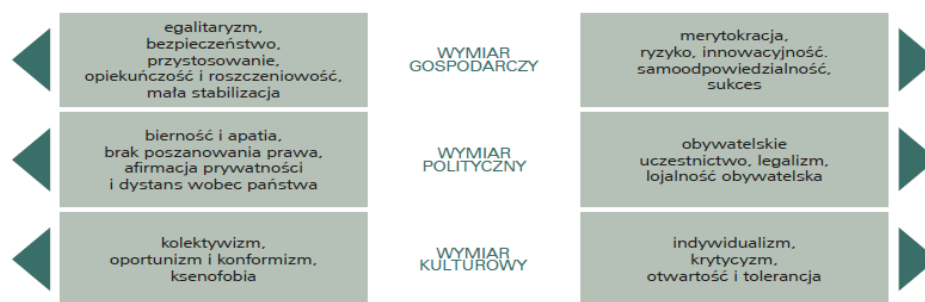 egalitaryzm,
bezpieczeństwo,
przystosowanie,
opiekuńczość i roszczeniowość,
mała stabilizacja
WYMIAR
GOSPODARCZY
merytokracja,
ryzyko, innowacyjność.
samoodpowiedzialność,
sukces
bierność i apatia,
brak poszanowania prawa,
afirmacja prywatności
i dystans wobec państwa
WYMIAR
POLITYCZNY
obywatelskie
uczestnictwo, legalizm,
lojalność obywatelska
kolektywizm,
oportunizm i konformizm,
ksenofobia
WYMIAR
KULTUROWY
indywidualizm,
krytycyzm,
otwartość i tolerancja